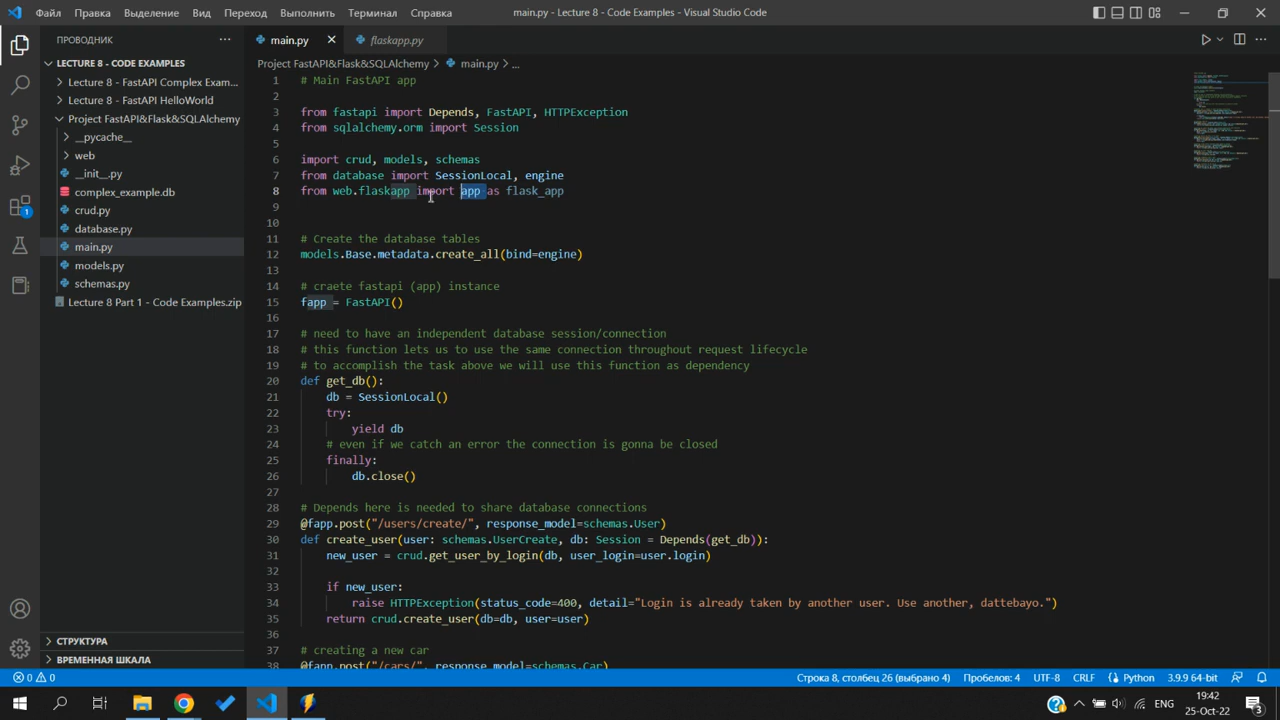 Файл Правка Выделение Вид Переход Выполнить Терминал Справка
main.py - Lecture 8 - Code Examples - Visual Studio Code
ПРОВОДНИК
main.py
flaskapp.py
LECTURE 8 - CODE EXAMPLES
Lecture 8 - FastAPI Complex Exam...
Lecture 8 - FastAPI HelloWorld
Project FastAPI&Flask&SQLAlchemy
__pycache__
web
__init__.py
complex_example.db
crud.py
database.py
main.py
models.py
schemas.py
Lecture 8 Part 1 - Code Examples.zip
СТРУКТУРА
ВРЕМЕННАЯ ШКАЛА
Project FastAPI&Flask&SQLAlchemy > main.py > ...
1 # Main FastAPI app
2
3 from fastapi import Depends, FastAPI, HTTPException
4 from sqlalchemy.orm import Session
5
6 import crud, models, schemas
7 from database import SessionLocal, engine
8 from web.flaskapp import app as flask_app
9
10
11 # Create the database tables
12 models.Base.metadata.create_all(bind=engine)
13
14 # craete fastapi (app) instance
15 fapp = FastAPI()
16
17 # need to have an independent database session/connection
18 # this function lets us to use the same connection throughout request lifecycle
19 # to accomplish the task above we will use this function as dependency
20 def get_db():
21 db = SessionLocal()
22 try:
23 yield db
24 # even if we catch an error the connection is gonna be closed
25 finally:
26 db.close()
27
28 # Depends here is needed to share database connections
29 @fapp.post("/users/create/", response_model=schemas.User)
30 def create_user(user: schemas.UserCreate, db: Session = Depends(get_db)):
31 new_user = crud.get_user_by_login(db, user_login=user.login)
32
33 if new_user:
34 raise HTTPException(status_code=400, detail="Login is already taken by another user. Use another, dattebayo.")
35 return crud.create_user(db=db, user=user)
36
37 # creating a new car
38 @fapp.post("/cars/", response_model=schemas.Car)
0 0
Строка 8, столбец 26 (выбрано 4) Пробелов: 4 UTF-8 CRLF Python 3.9.9 64-bit
ENG
19:42
25-Oct-22
3
1